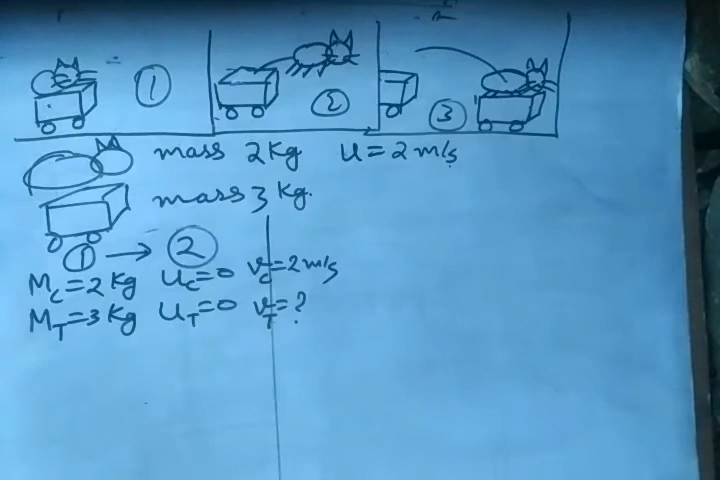 1
2
3
mass 2 Kg u = 2 m/s
mass 3 Kg.
1 → 2
M_C = 2 Kg U_C = 0 V_C = 2 m/s
M_T = 3 Kg U_T = 0 V_T = ?